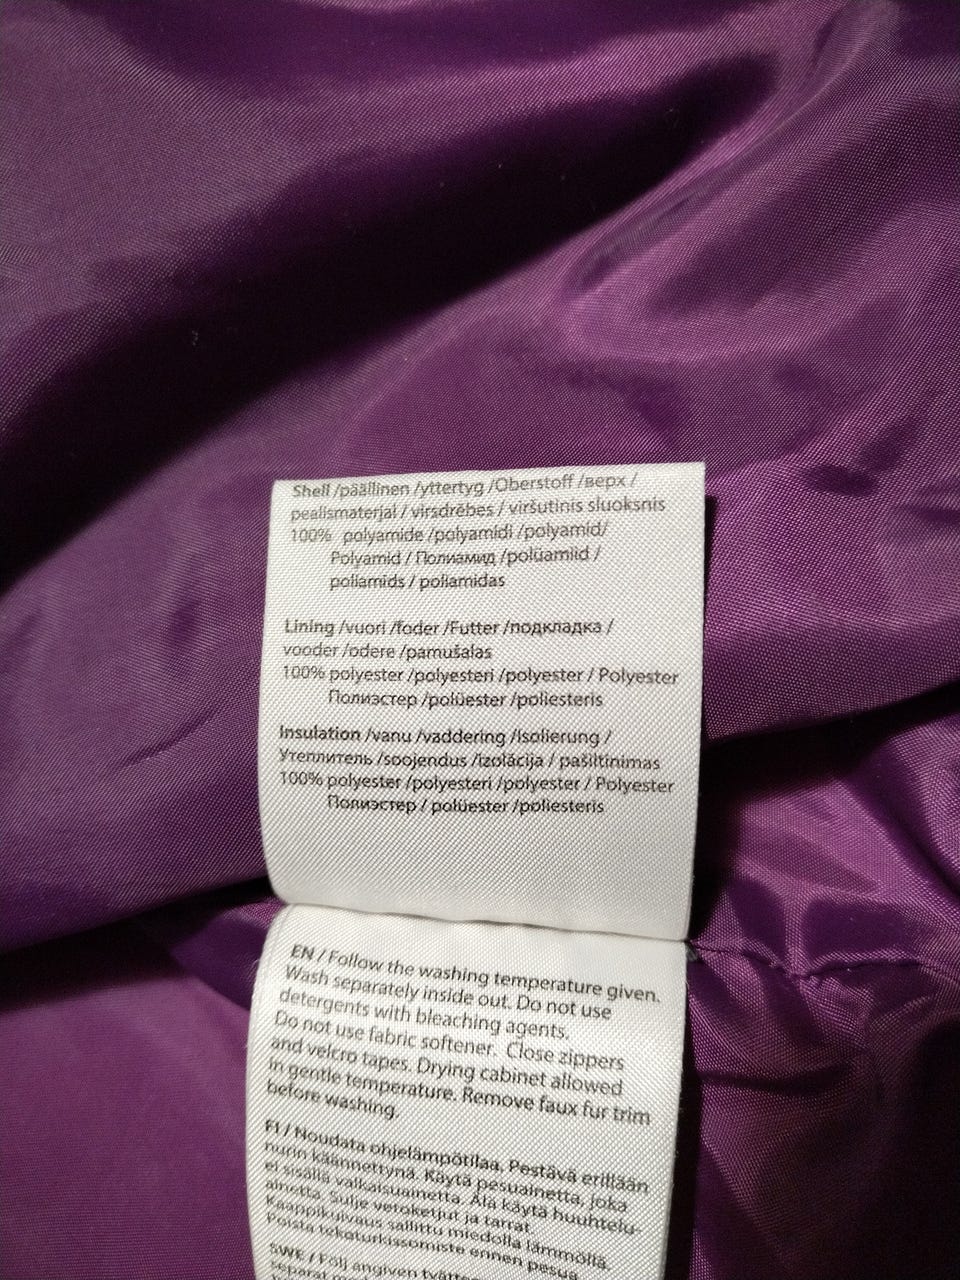 Shell /päällinen /yttertyg /Oberstoff /верх /
pealismaterjal / virsdrēbes / viršutinis sluoksnis
100% polyamide /polyamidi /polyamid/
Polyamid / Полиамид /polüamiid /
poliamids / poliamidas
Lining /vuori /foder /Futter /подкладка /
vooder /odere /pamušalas
100% polyester /polyesteri /polyester / Polyester
Полиэстер /polüester /poliesteris
Insulation /vanu /vaddering /Isolierung /
Утеплитель /soojendus /izolācija / pašiltinimas
100% polyester /polyesteri /polyester / Polyester
Полиэстер / polüester /poliesteris
EN / Follow the washing temperature given.
Wash separately inside out. Do not use
detergents with bleaching agents.
Do not use fabric softener. Close zippers
and velcro tapes. Drying cabinet allowed
in gentle temperature. Remove faux fur trim
before washing.
FI / Noudata ohjelämpötilaa. Pestävä erillään
nurin käännettynä. Käytä pesuainetta, joka
ei sisällä valkaisuainetta. Älä käytä huuhtelu-
ainetta. Sulje vetoketjut ja tarrat.
Kaappikuivaus sallittu miedolla lämmöllä.
Poista tekoturkissomiste ennen pesua.
SWE / Följ angiven
separat